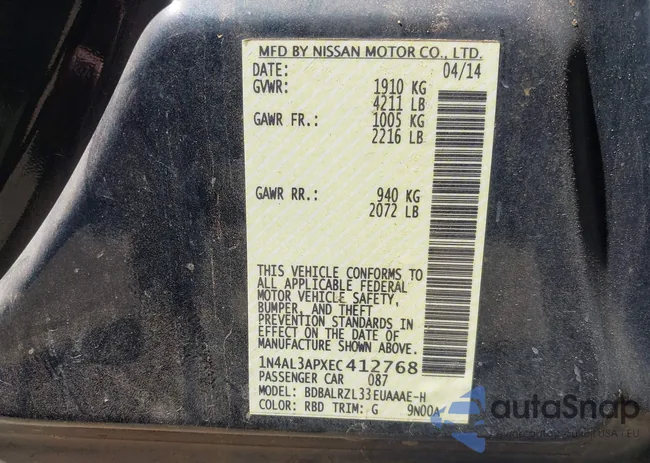 MFD BY NISSAN MOTOR CO., LTD.
DATE: 04/14
GVWR: 1910 KG
4211 LB
GAWR FR.: 1005 KG
2216 LB
GAWR RR.: 940 KG
2072 LB
THIS VEHICLE CONFORMS TO
ALL APPLICABLE FEDERAL
MOTOR VEHICLE SAFETY,
BUMPER, AND THEFT
PREVENTION STANDARDS IN
EFFECT ON THE DATE OF
MANUFACTURE SHOWN ABOVE.
1N4AL3APXEC412768
PASSENGER CAR 087
MODEL: BDBALRZL33EUAAAE-H
COLOR: RBD TRIM: G 9N00A
autoSnap
USA - EU